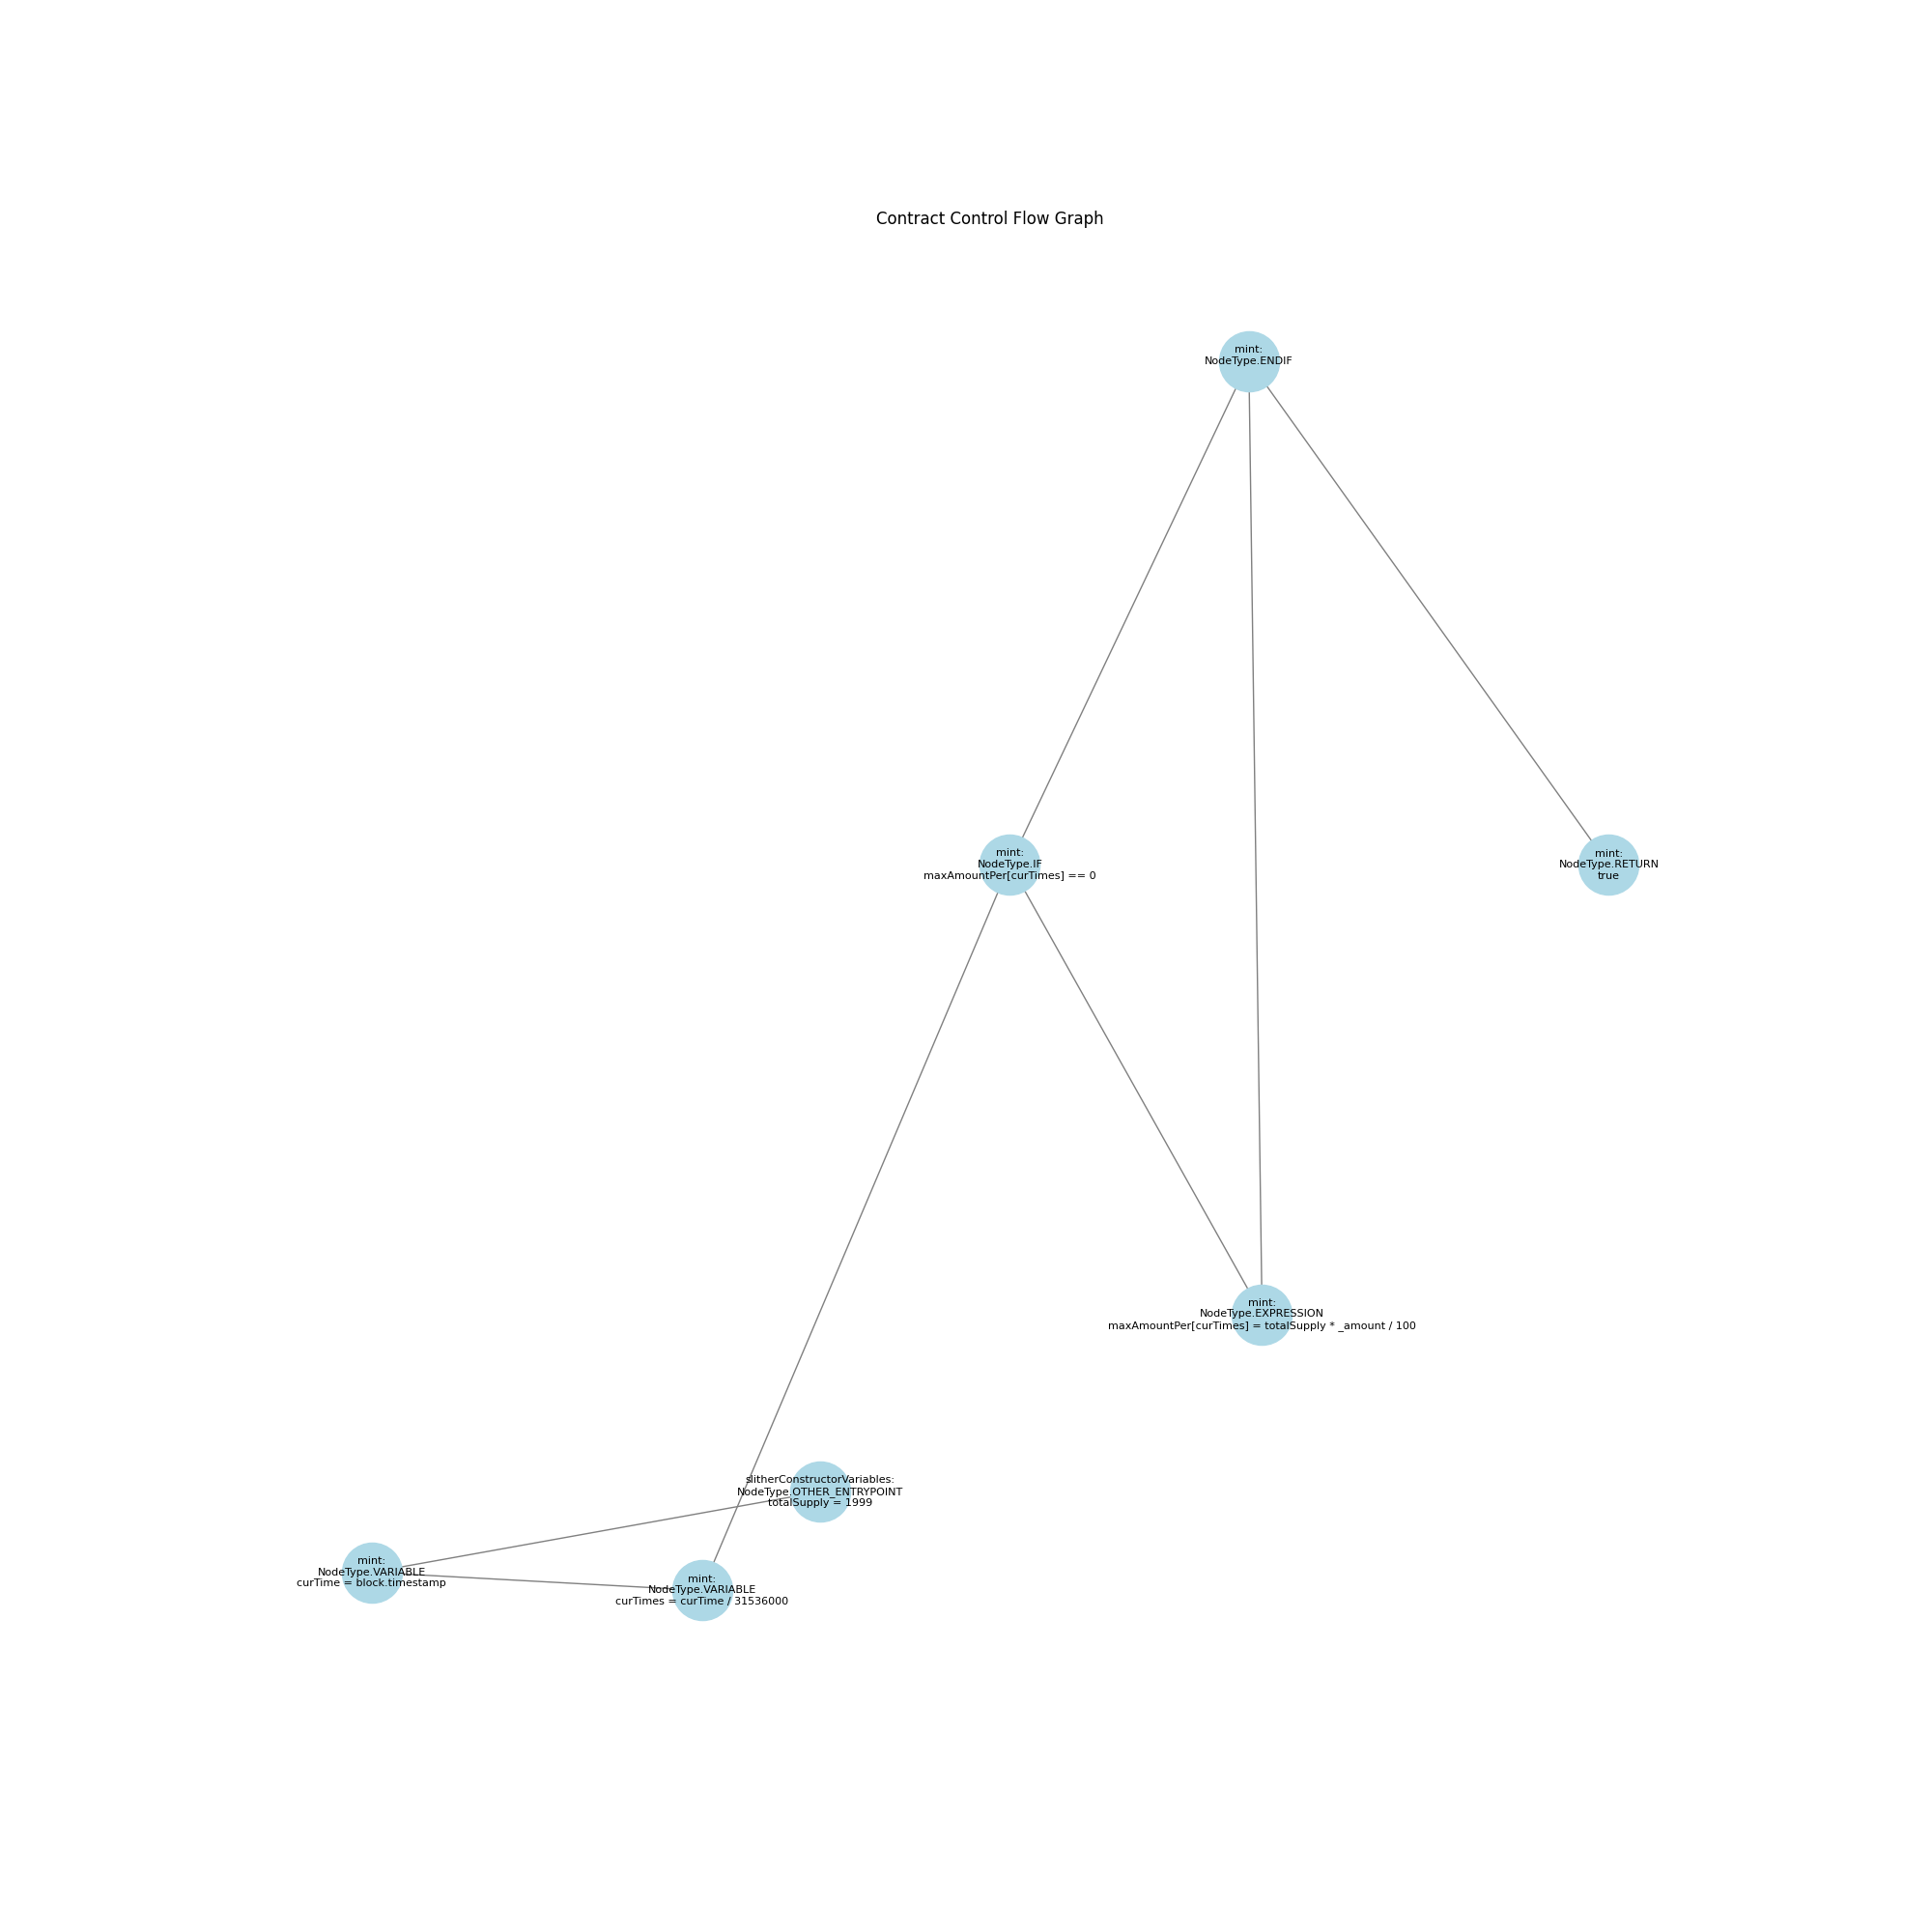 Contract Control Flow Graph
mint:
NodeType.ENDIF
mint:
NodeType.IF
maxAmountPer[curTimes] == 0
mint:
NodeType.RETURN
true
mint:
NodeType.EXPRESSION
maxAmountPer[curTimes] = totalSupply * _amount / 100
slitherConstructorVariables:
NodeType.OTHER_ENTRYPOINT
totalSupply = 1999
mint:
NodeType.VARIABLE
curTime = block.timestamp
mint:
NodeType.VARIABLE
curTimes = curTime / 31536000